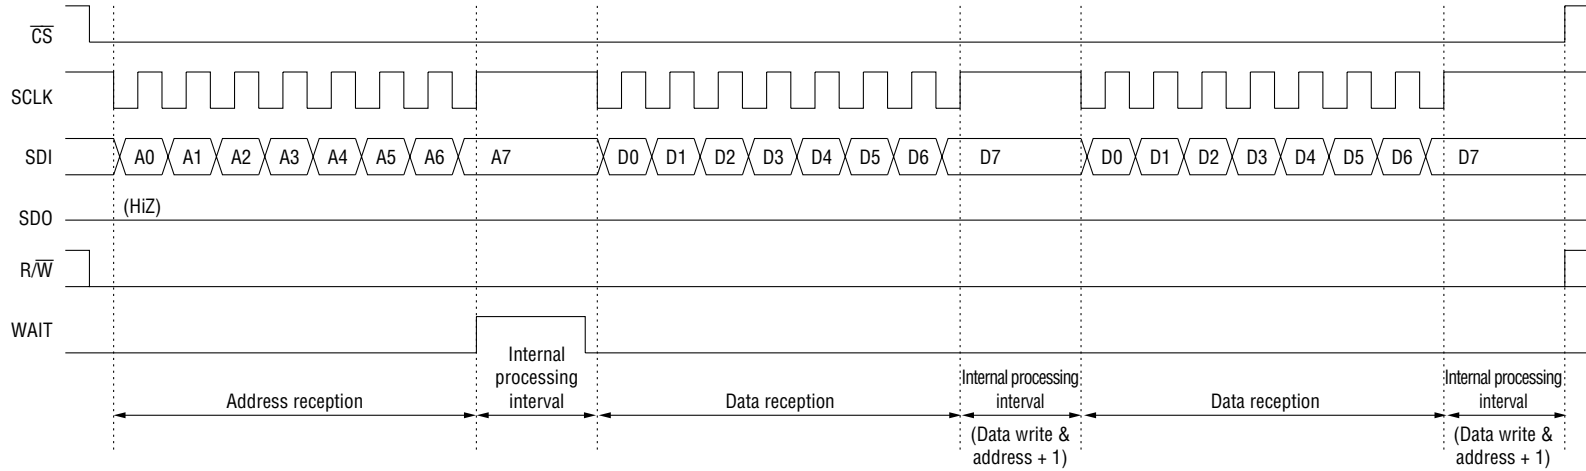 CS
SCLK
SDI A0 A1 A2 A3 A4 A5 A6 A7 D0 D1 D2 D3 D4 D5 D6 D7 D0 D1 D2 D3 D4 D5 D6 D7
SDO (HiZ)
R/W
WAIT
Address reception
Internal
processing
interval
Data reception
Internal processing
interval
(Data write &
address + 1)
Data reception
Internal processing
interval
(Data write &
address + 1)